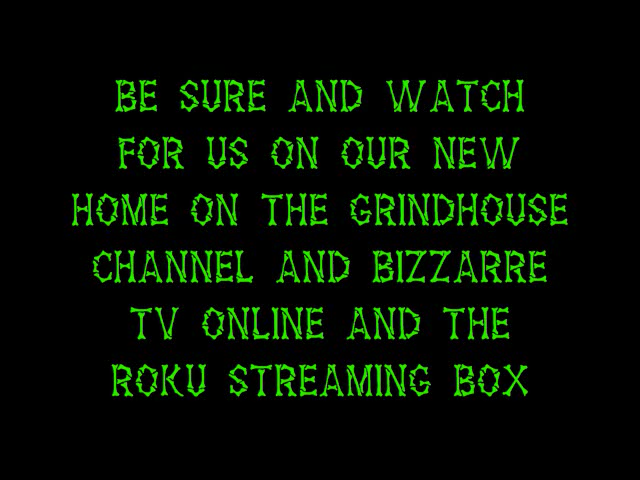 BE SURE AND WATCH
FOR US ON OUR NEW
HOME ON THE GRINDHOUSE
CHANNEL AND BIZZARRE
TV ONLINE AND THE
ROKU STREAMING BOX